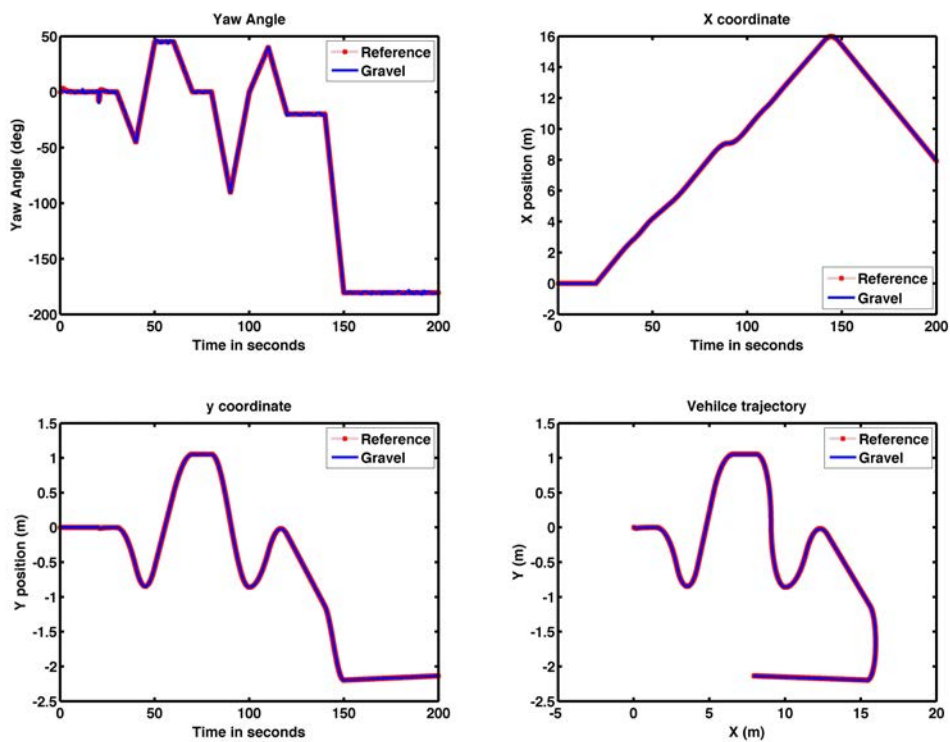 Yaw Angle
50
0
-50
-100
-150
-200
Yaw Angle (deg)
Reference
Gravel
0
50
100
150
200
Time in seconds
X coordinate
16
14
12
10
8
6
4
2
0
-2
X position (m)
Reference
Gravel
0
50
100
150
200
Time in seconds
y coordinate
1.5
1
0.5
0
-0.5
-1
-1.5
-2
-2.5
Y position (m)
Reference
Gravel
0
50
100
150
200
Time in seconds
Vehilce trajectory
1.5
1
0.5
0
-0.5
-1
-1.5
-2
-2.5
Y (m)
Reference
Gravel
-5
0
5
10
15
20
X (m)